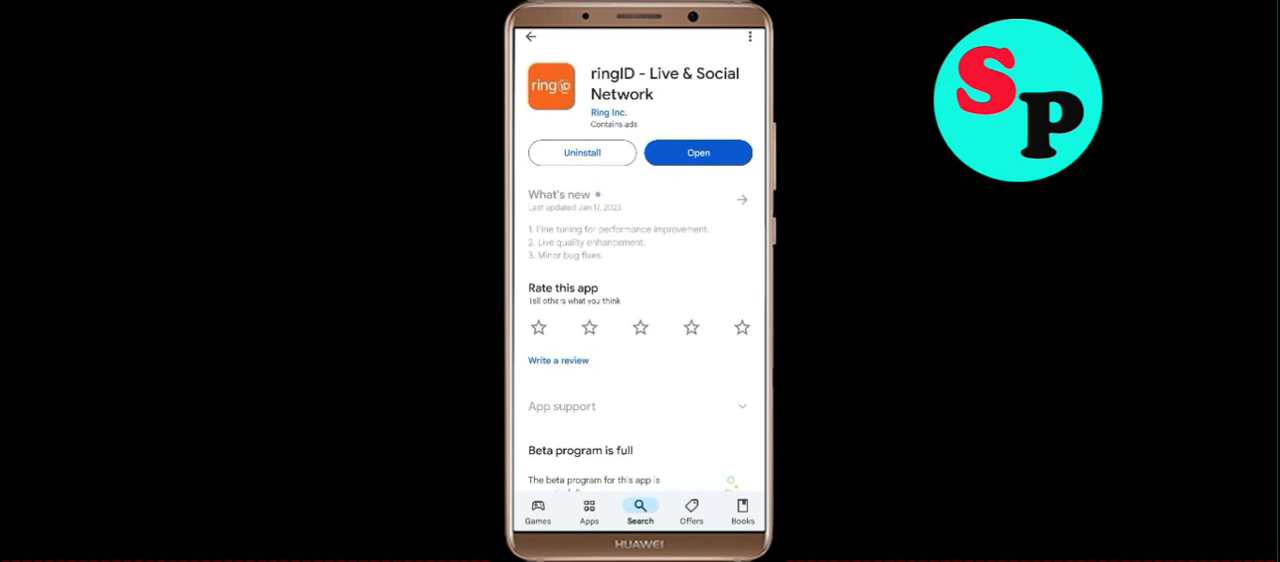 ringID
ringID - Live & Social
Network
Ring Inc.
Contains ads
Uninstall
Open
What's new
Last updated Jan 17, 2023
1. Fine tuning for performance improvement.
2. Live quality enhancement.
3. Minor bug fixes.
Rate this app
Tell others what you think
Write a review
App support
Beta program is full
The beta program for this app is
Games
Apps
Search
Offers
Books
HUAWEI
SP